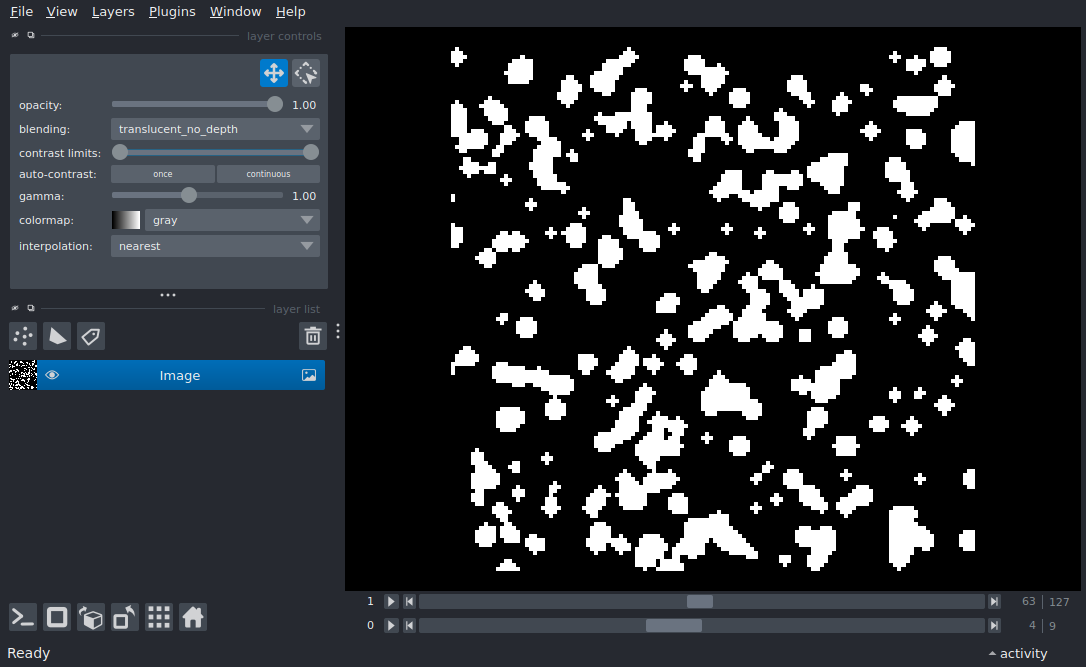 File View Layers Plugins Window Help
layer controls
opacity: 1.00
blending: translucent_no_depth
contrast limits:
auto-contrast: once continuous
gamma: 1.00
colormap: gray
interpolation: nearest
layer list
Image
1 63 127
0 4 9
Ready activity